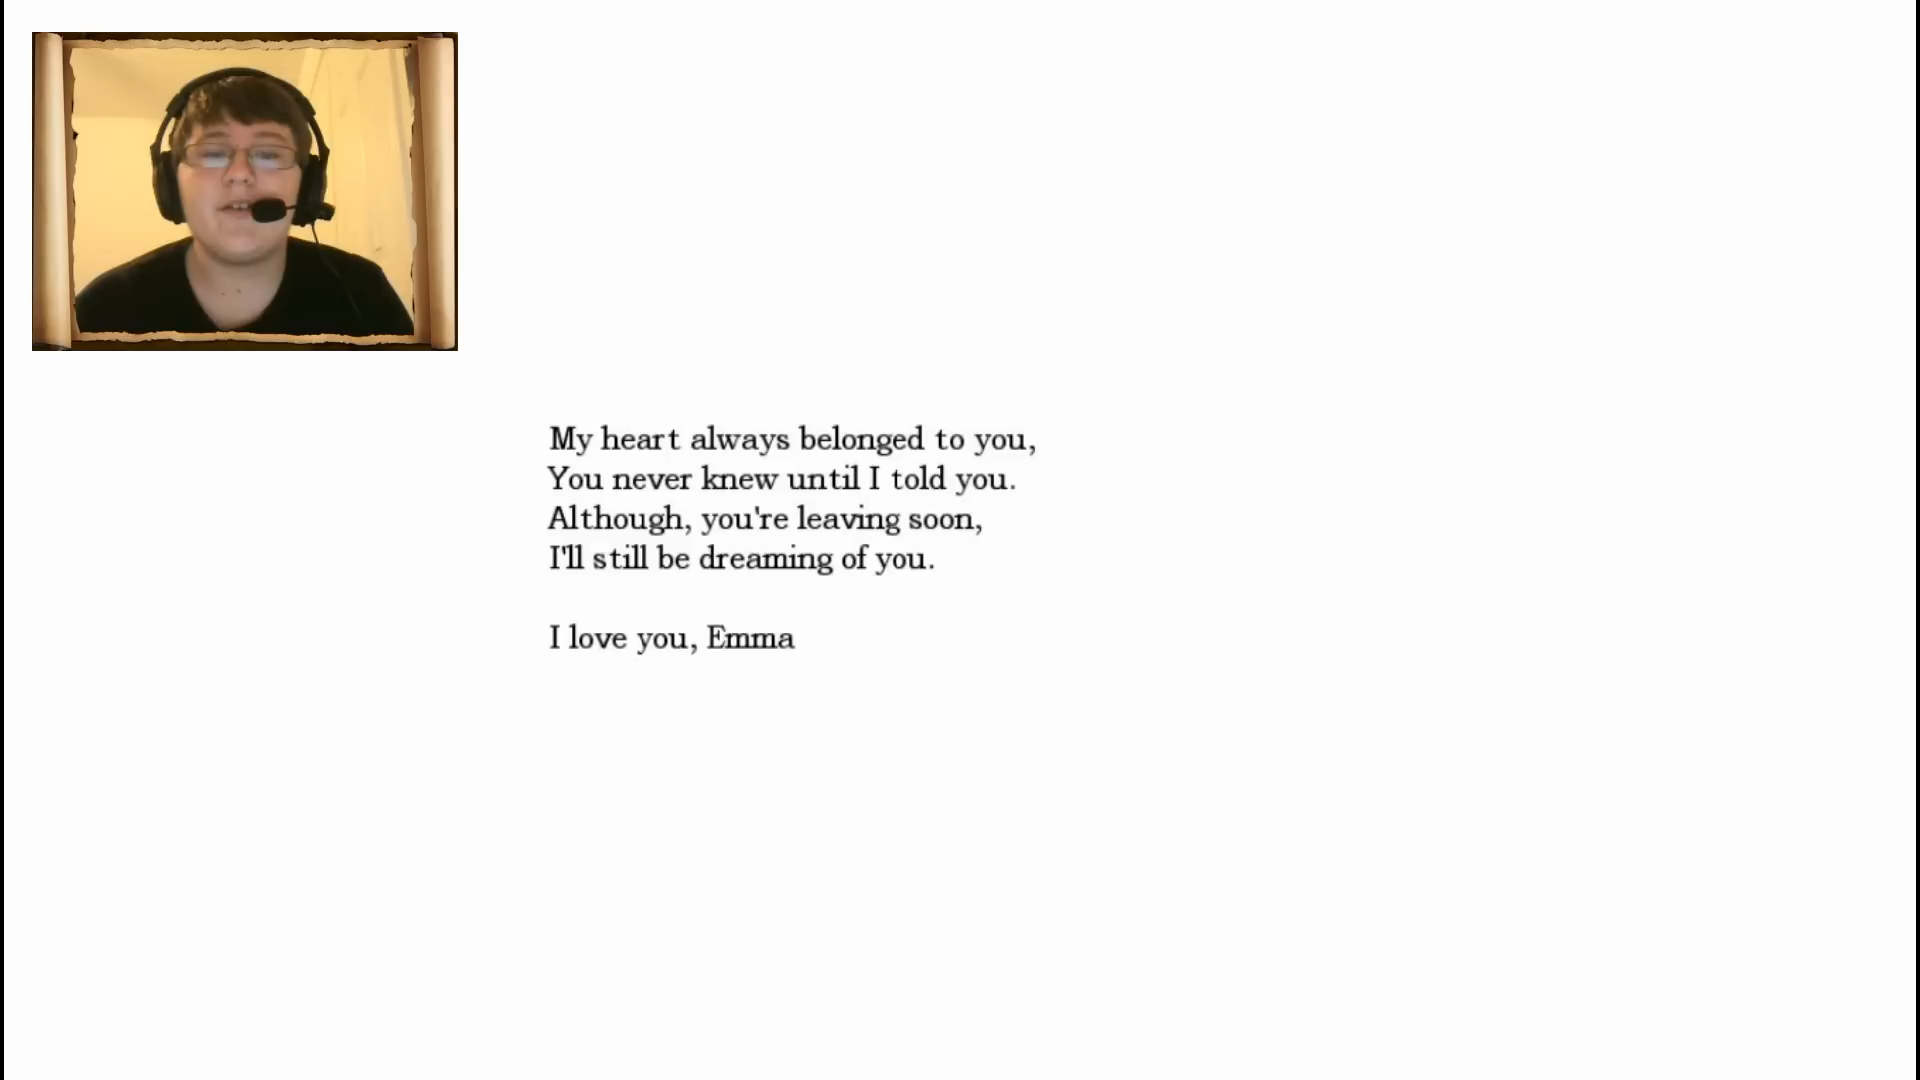 My heart always belonged to you,
You never knew until I told you.
Although, you're leaving soon,
I'll still be dreaming of you.
I love you, Emma